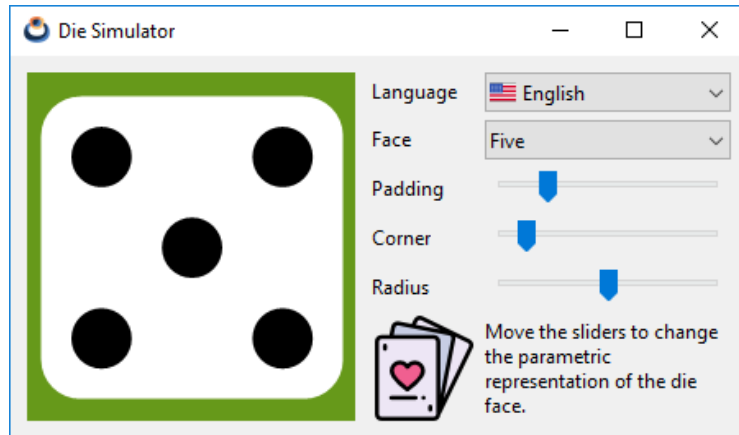 Die Simulator
Language
English
Face
Five
Padding
Corner
Radius
Move the sliders to change
the parametric
representation of the die
face.